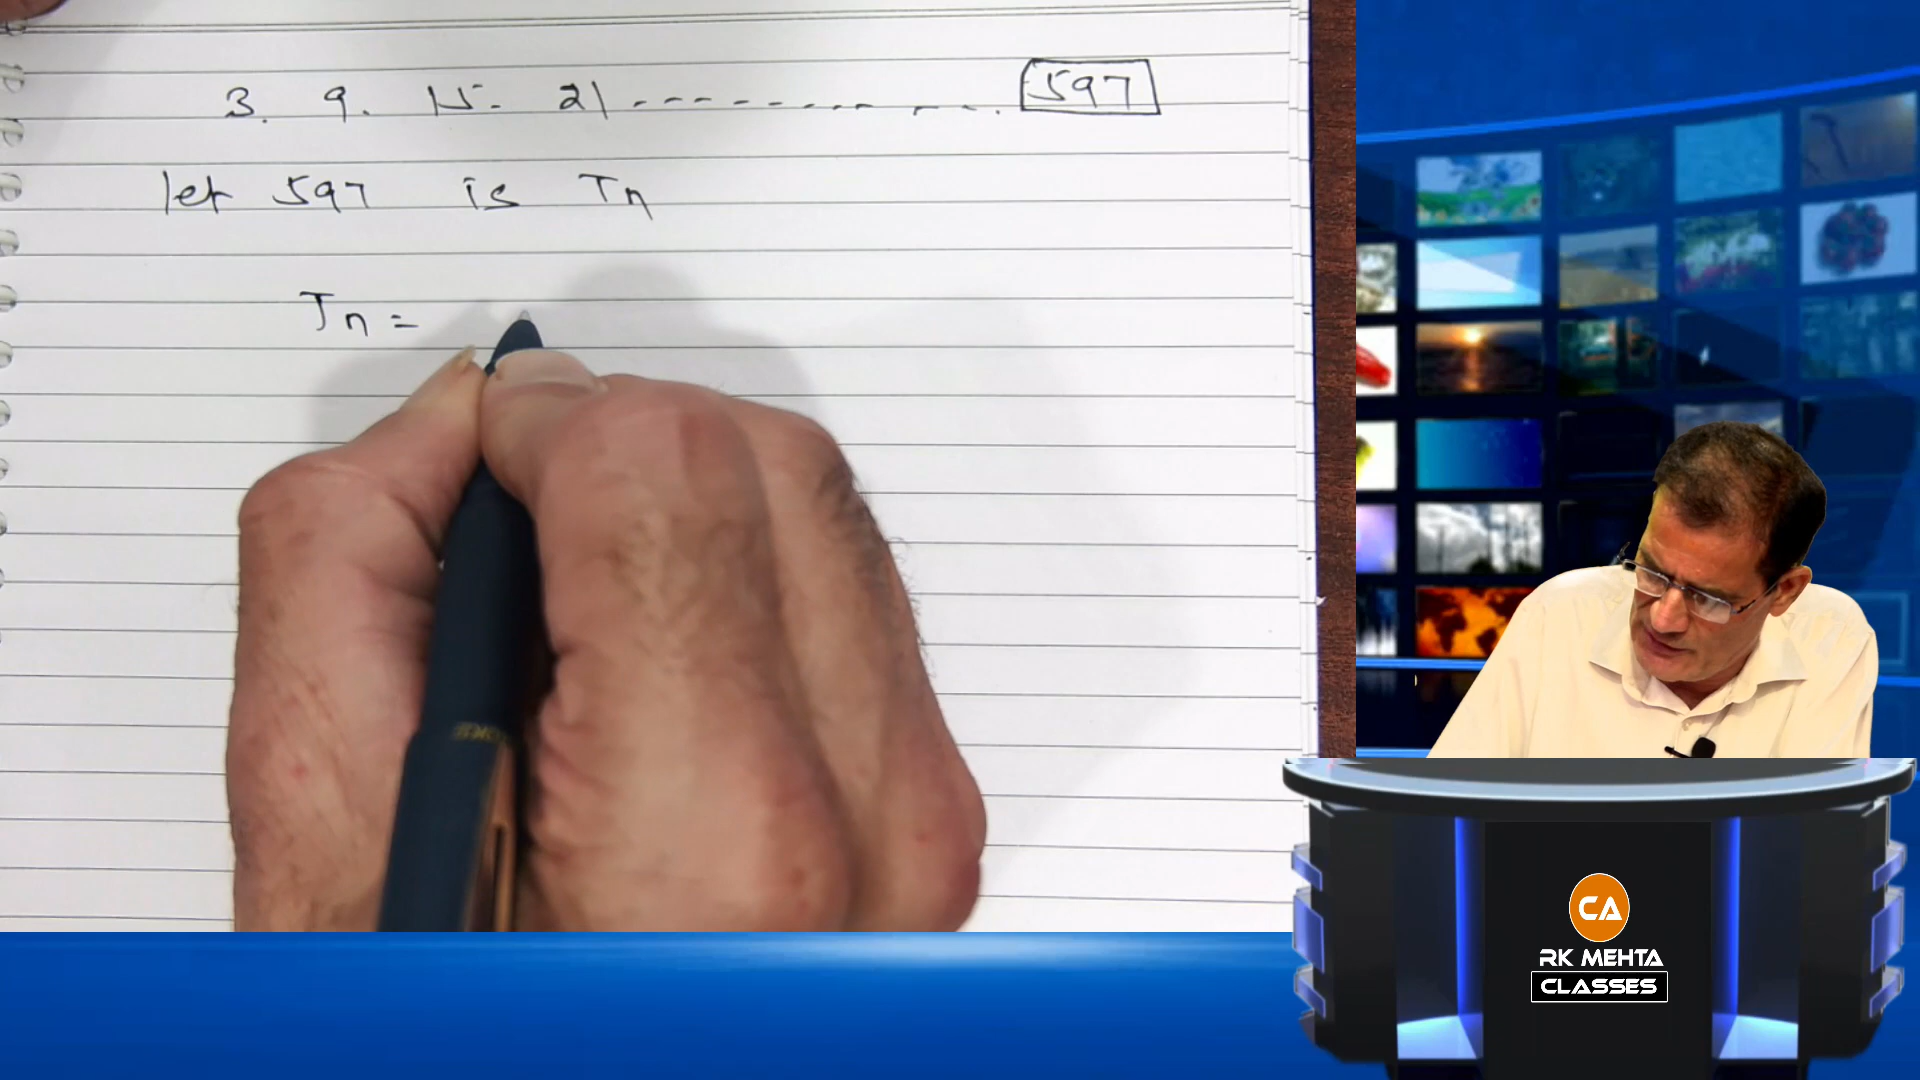 3. 9. 15. 21 ------------. 597
let 597 is Tn
Tn =
CA
RK MEHTA
CLASSES